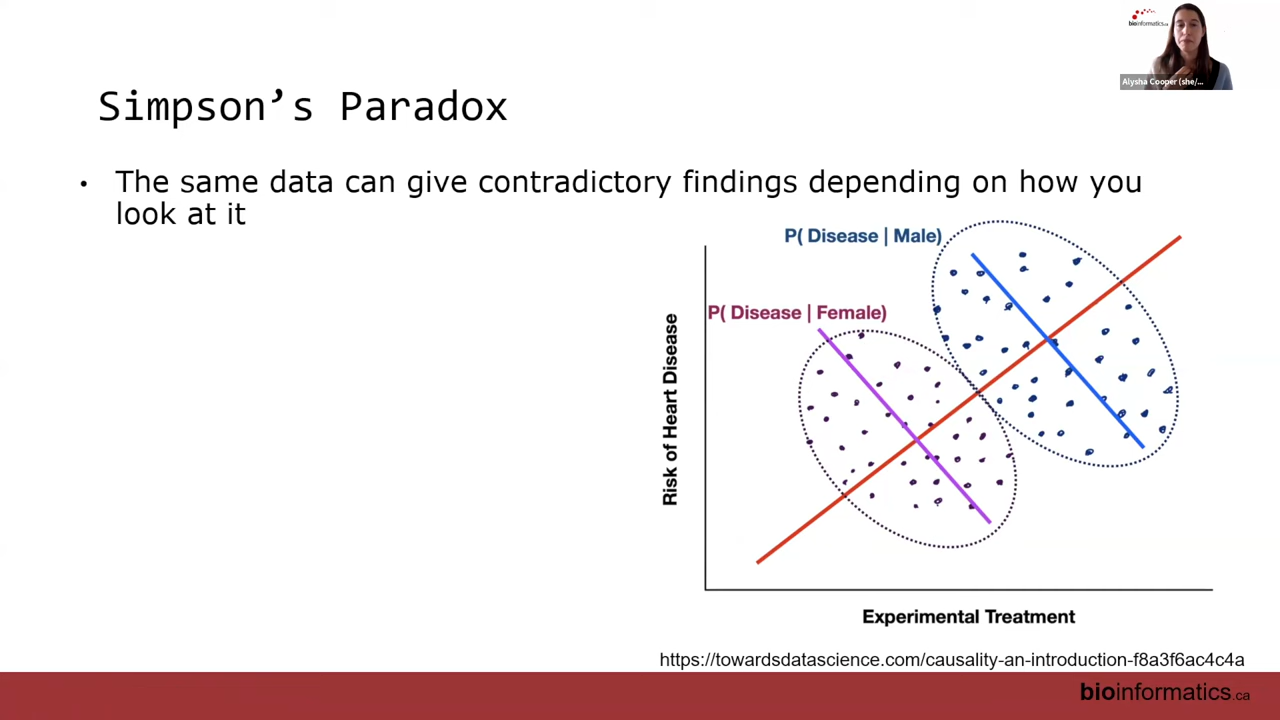 bioinformatics.ca
Alysha Cooper (she/...
Simpson’s Paradox
• The same data can give contradictory findings depending on how you
look at it
P( Disease | Male)
P( Disease | Female)
Risk of Heart Disease
Experimental Treatment
https://towardsdatascience.com/causality-an-introduction-f8a3f6ac4c4a
bioinformatics.ca